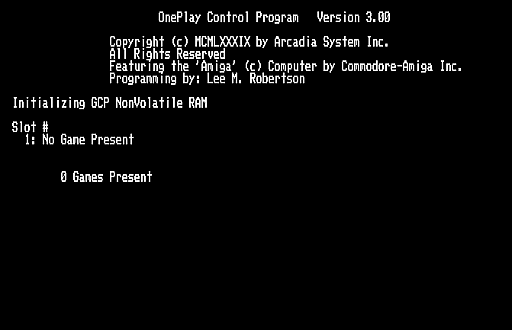 OnePlay Control Program Version 3.00
Copyright (c) MCMLXXXIX by Arcadia System Inc.
All Rights Reserved
Featuring the 'Amiga' (c) Computer by Commodore-Amiga Inc.
Programming by: Lee M. Robertson
Initializing GCP NonVolatile RAM
Slot #
1: No Game Present
0 Games Present